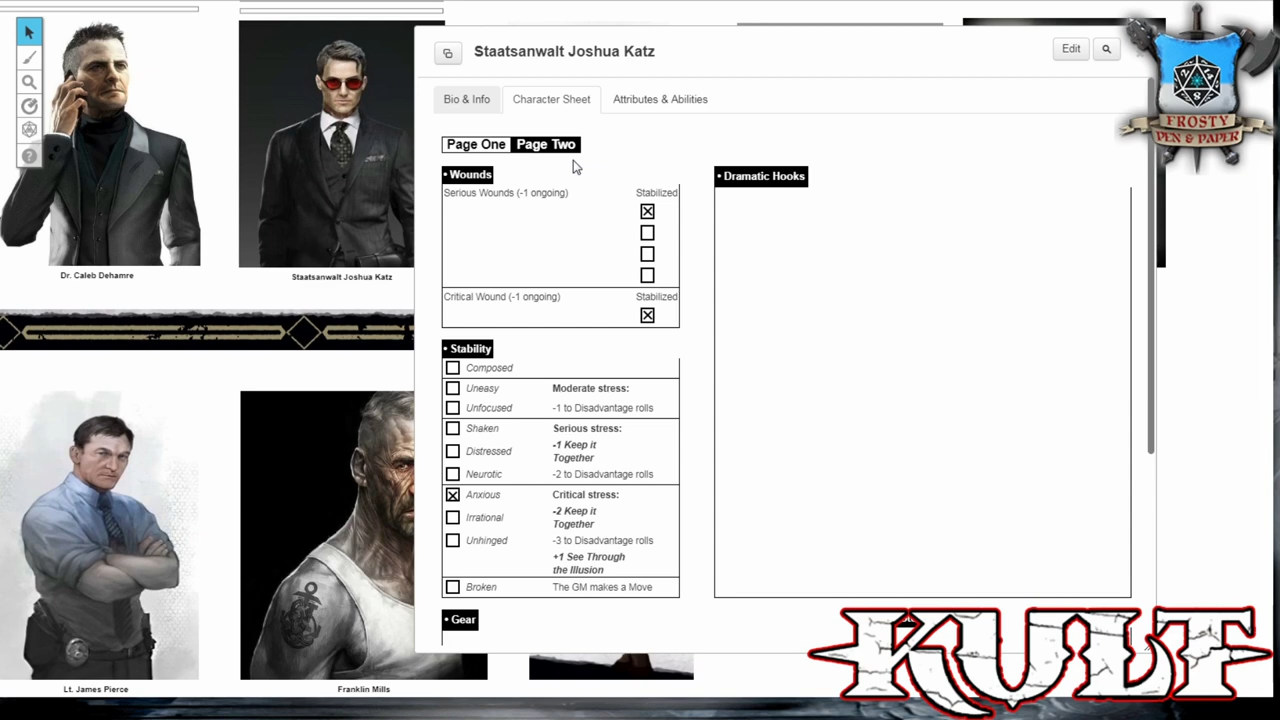 Staatsanwalt Joshua Katz
Edit
Bio & Info
Character Sheet
Attributes & Abilities
Page One
Page Two
• Wounds
Serious Wounds (-1 ongoing)
Stabilized
Critical Wound (-1 ongoing)
Stabilized
• Stability
Composed
Uneasy
Moderate stress:
Unfocused
-1 to Disadvantage rolls
Shaken
Serious stress:
Distressed
-1 Keep it
Together
Neurotic
-2 to Disadvantage rolls
Anxious
Critical stress:
Irrational
-2 Keep it
Together
Unhinged
-3 to Disadvantage rolls
+1 See Through
the Illusion
Broken
The GM makes a Move
• Gear
• Dramatic Hooks
Dr. Caleb Dehamre
Staatsanwalt Joshua Katz
Lt. James Pierce
Franklin Mills
FROSTY
PEN & PAPER
KULT